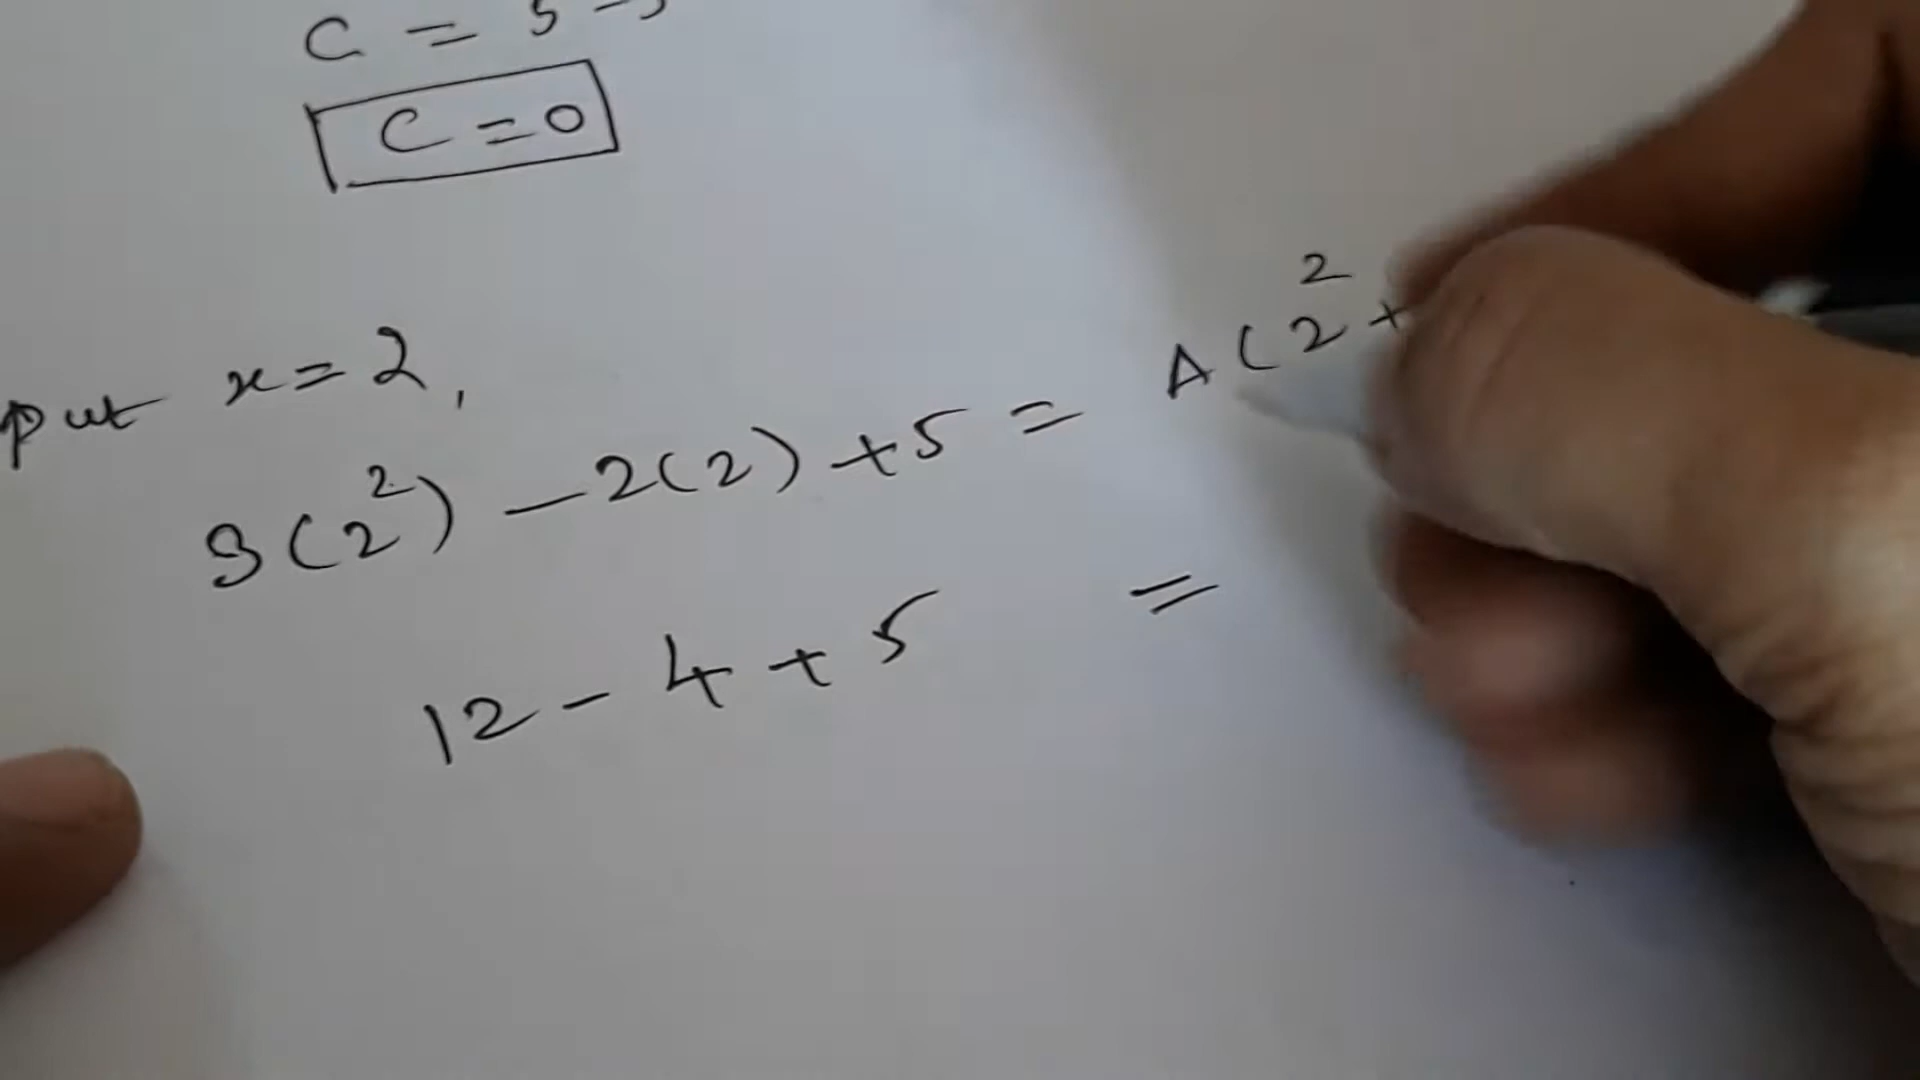 C = 5 - 5
C = 0
put x = 2,
3(2²) - 2(2) + 5 = A(2² +
12 - 4 + 5 =